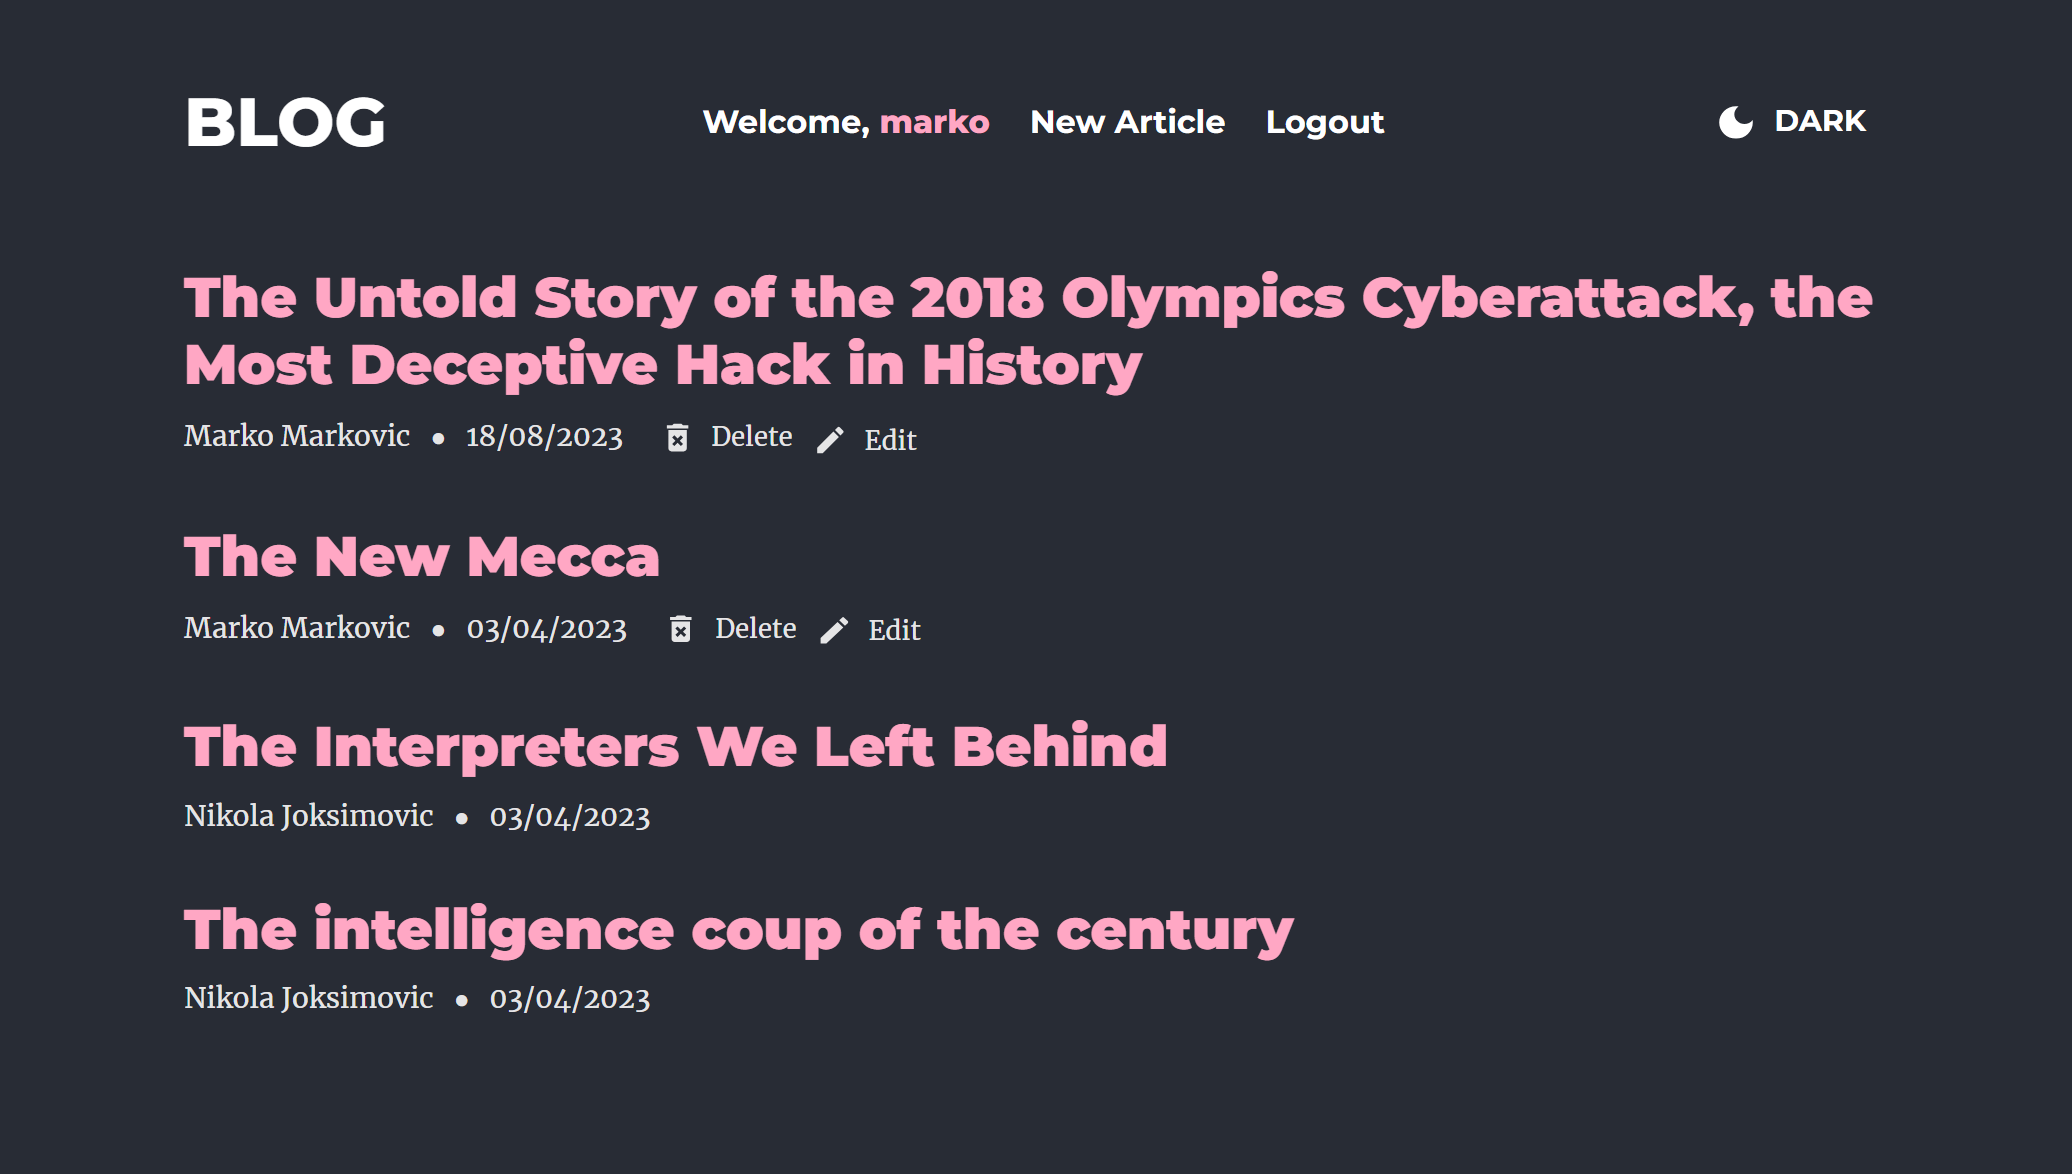 BLOG
Welcome, marko New Article Logout
DARK
The Untold Story of the 2018 Olympics Cyberattack, the
Most Deceptive Hack in History
Marko Markovic ● 18/08/2023 Delete Edit
The New Mecca
Marko Markovic ● 03/04/2023 Delete Edit
The Interpreters We Left Behind
Nikola Joksimovic ● 03/04/2023
The intelligence coup of the century
Nikola Joksimovic ● 03/04/2023